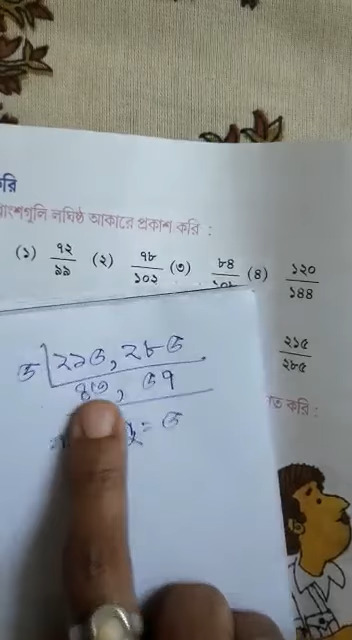 করি
াংশগুলি লঘিষ্ঠ আকারে প্রকাশ করি :
(১) ৭২/৯৯ (২) ৭৮/১০২ (৩) ৮৪ (৪) ১২০/১৪৪
২১৫/২৮৫
৫ ২১৫, ২৮৫
৪৩, ৫৭
= ৫
ত করি :